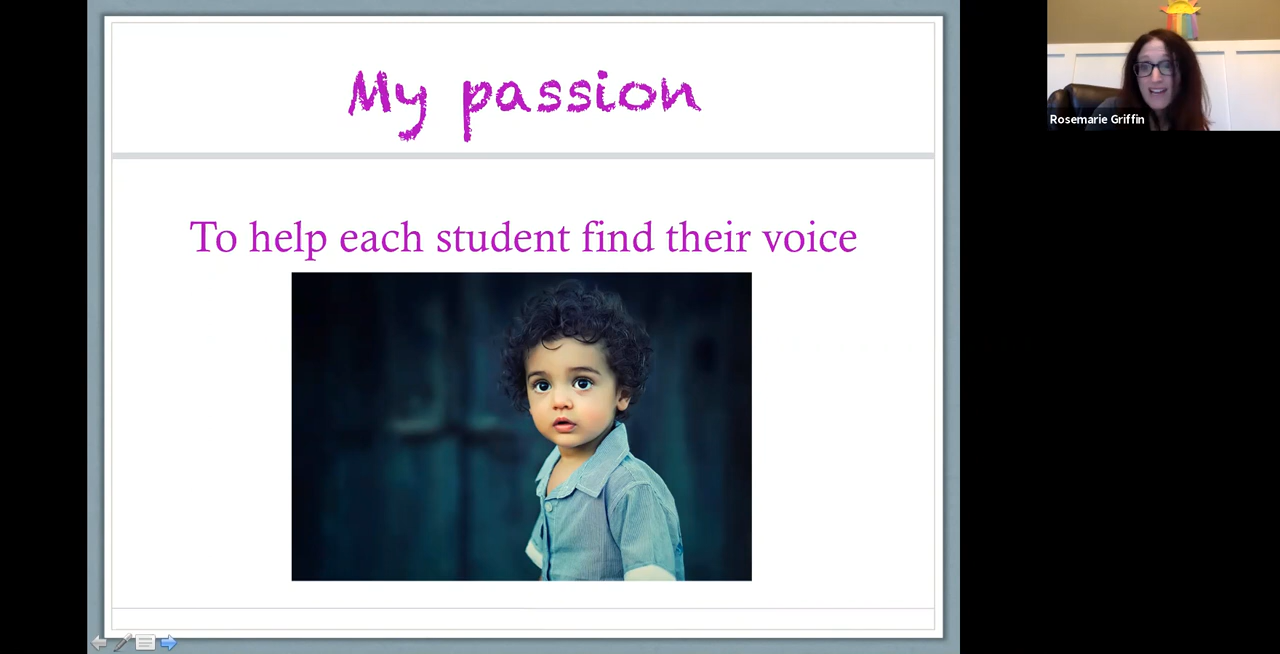 My passion
To help each student find their voice
Rosemarie Griffin